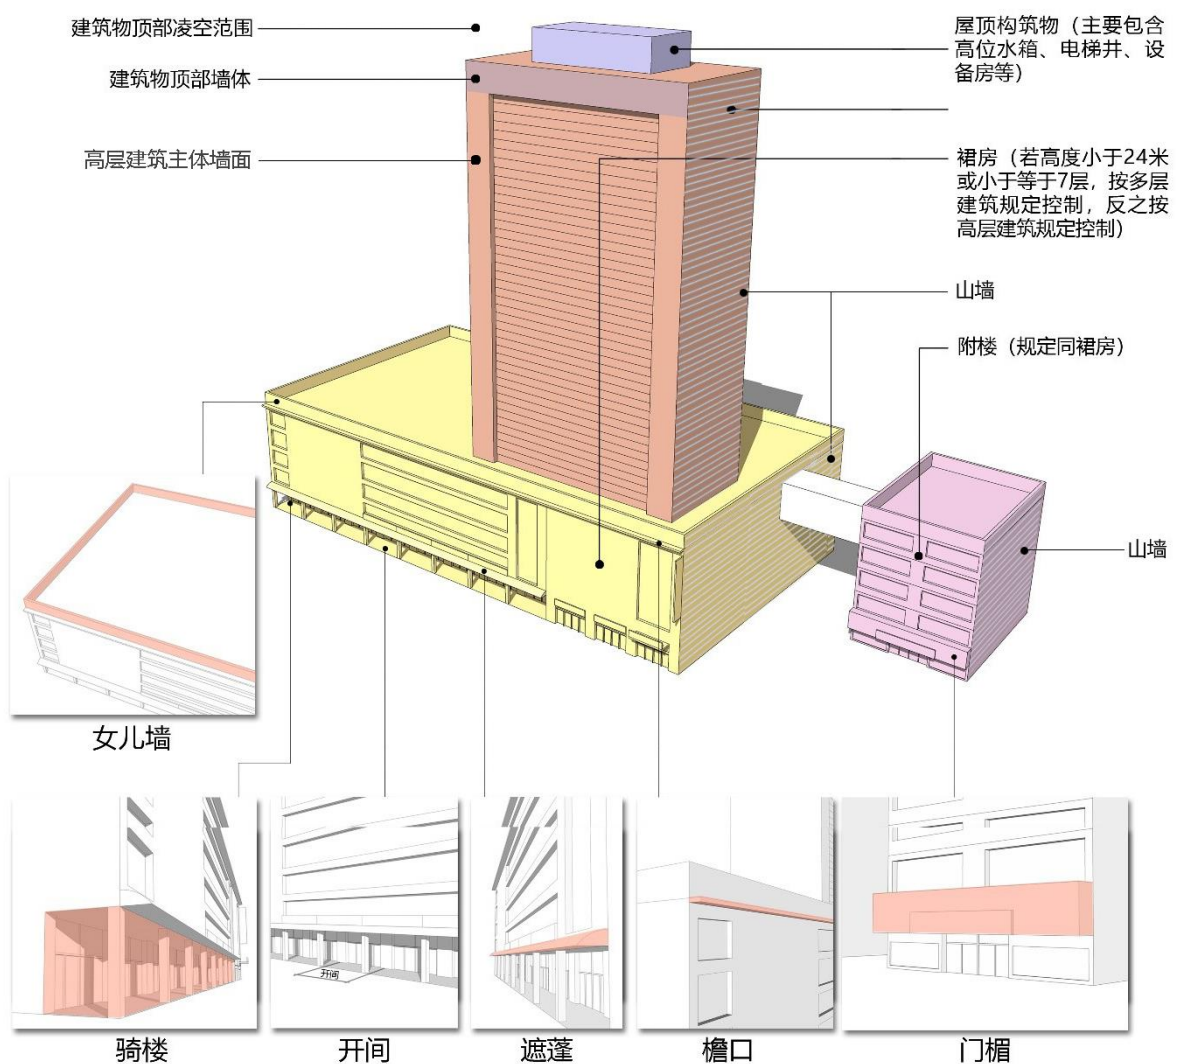 建筑物顶部凌空范围
建筑物顶部墙体
高层建筑主体墙面
屋顶构筑物（主要包含
高位水箱、电梯井、设
备房等）
裙房（若高度小于24米
或小于等于7层，按多层
建筑规定控制，反之按
高层建筑规定控制）
山墙
附楼（规定同裙房）
山墙
女儿墙
开间
骑楼
开间
遮蓬
檐口
门楣